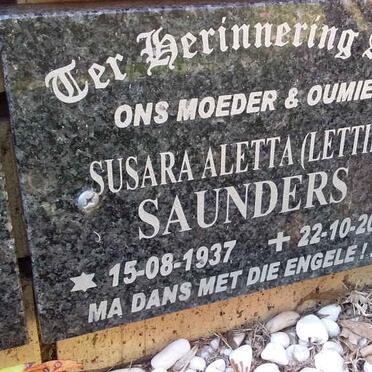 Ter Herinnering
ONS MOEDER & OUMIE
SUSARA ALETTA (LETTI
SAUNDERS
15-08-1937 22-10-20
MA DANS MET DIE ENGELE !